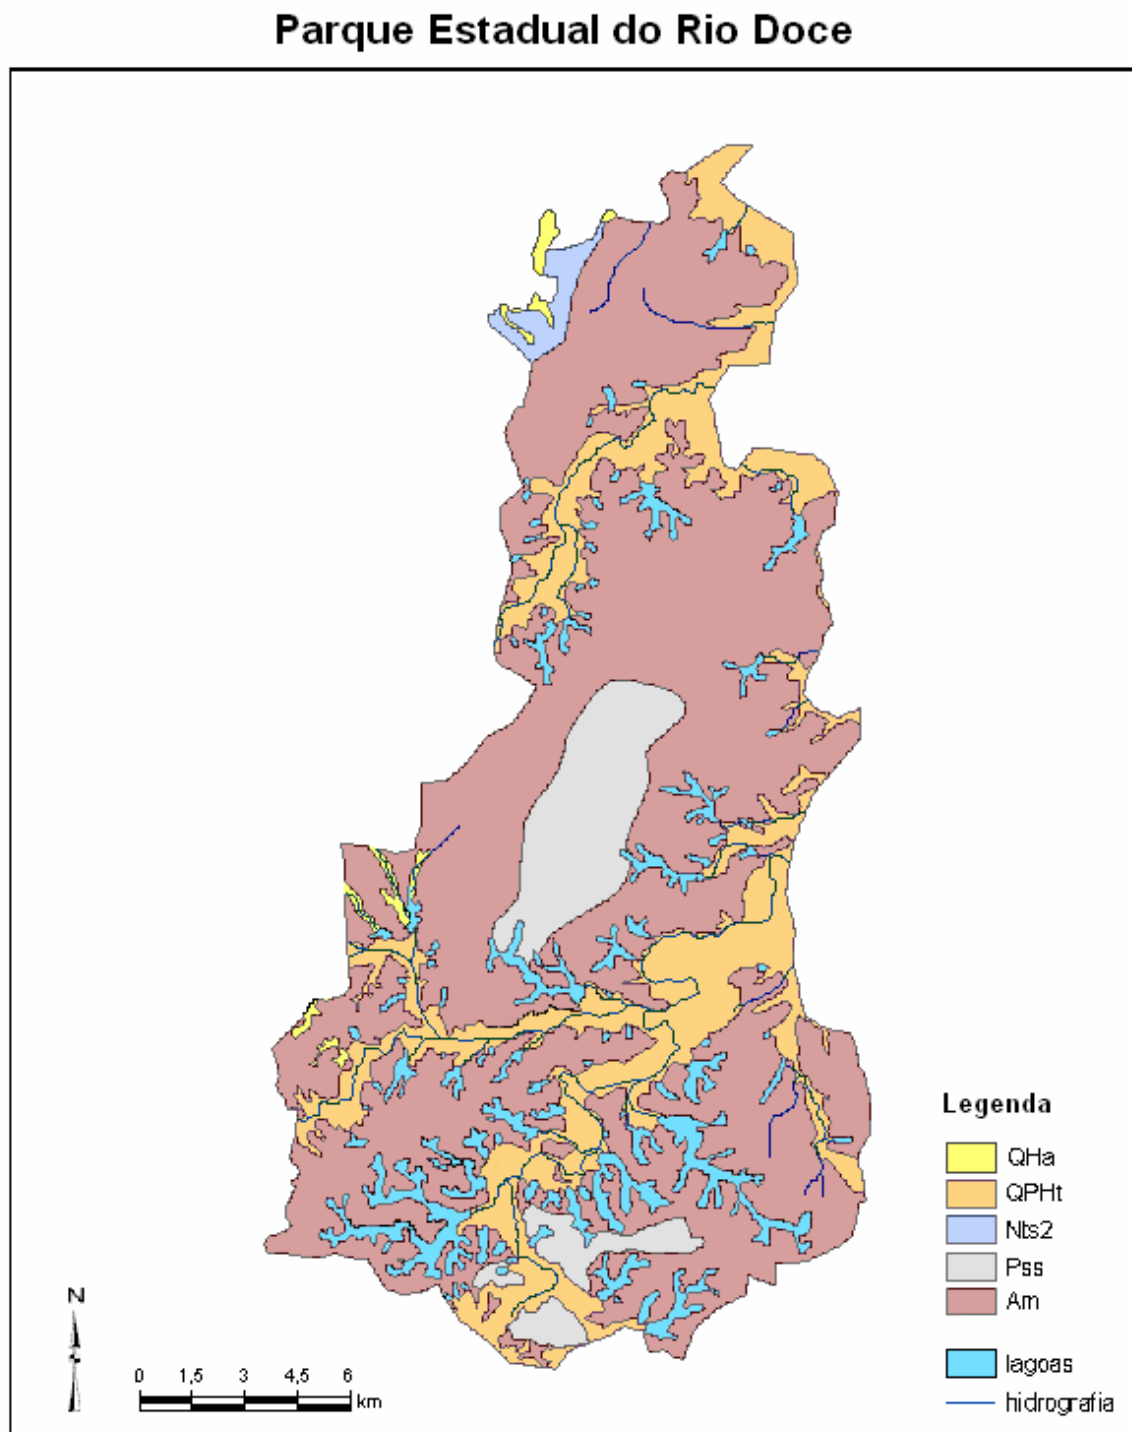 Parque Estadual do Rio Doce
Legenda
QHa
QPHt
Nts2
Pss
Am
lagoas
hidrografia
N
0 1,5 3 4,5 6
km